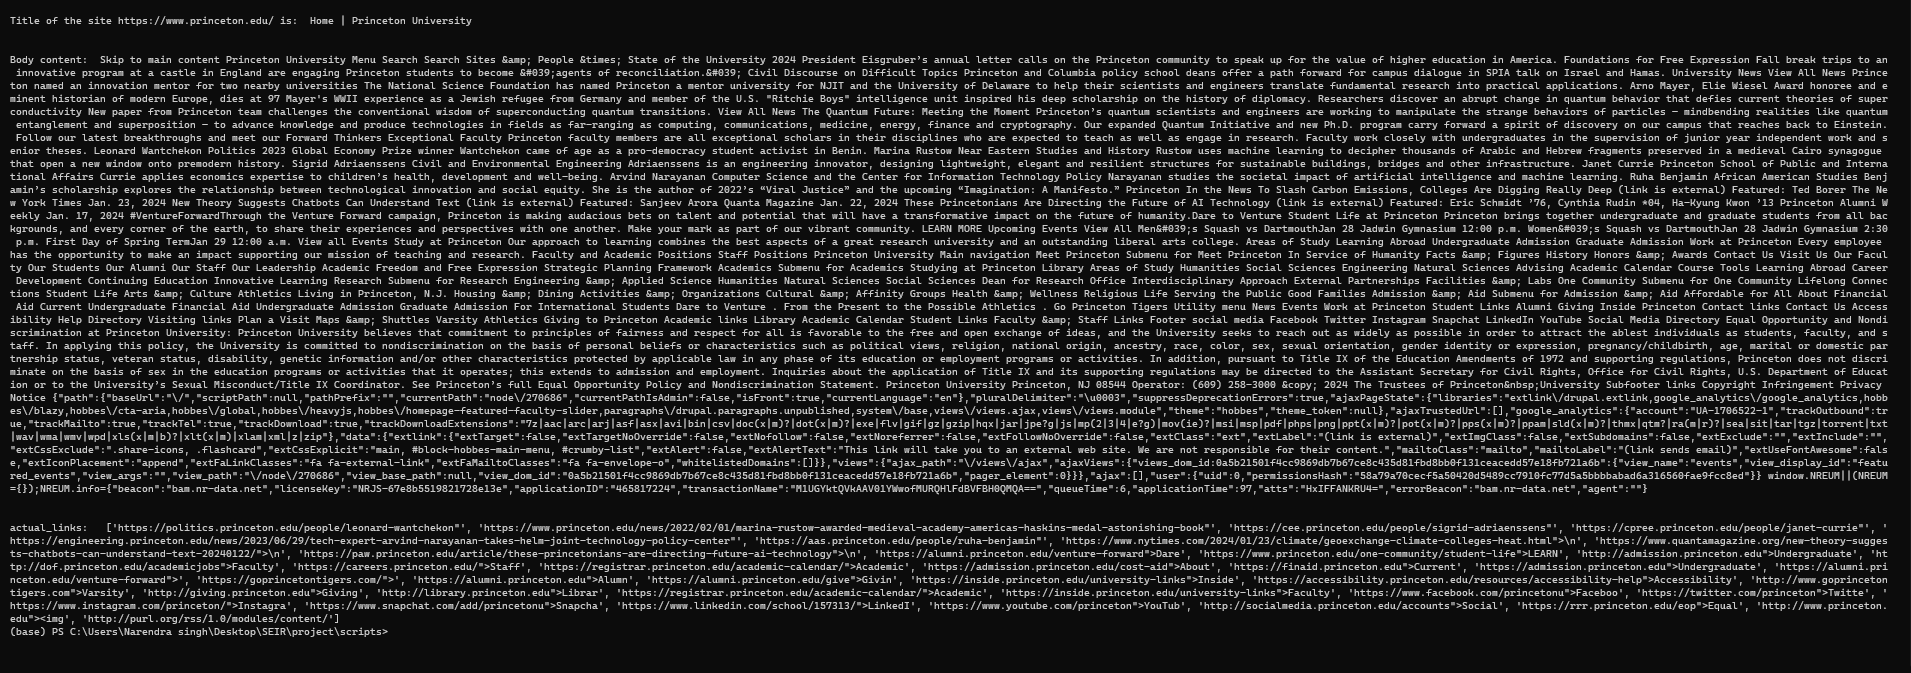 Title of the site https://www.princeton.edu/ is:  Home | Princeton University
Body content:  Skip to main content Princeton University Menu Search Search Sites &amp; People &times; State of the University 2024 President Eisgruber's annual letter calls on the Princeton community to speak up for the value of higher education in America. Foundations for Free Expression Fall break trips to an
innovative program at a castle in England are engaging Princeton students to become &#039;agents of reconciliation.&#039; Civil Discourse on Difficult Topics Princeton and Columbia policy school deans offer a path forward for campus dialogue in SPIA talk on Israel and Hamas. University News View All News Prince
ton named an innovation mentor for two nearby universities The National Science Foundation has named Princeton a mentor university for NJIT and the University of Delaware to help their scientists and engineers translate fundamental research into practical applications. Arno Mayer, Elie Wiesel Award honoree and e
minent historian of modern Europe, dies at 97 Mayer's WWII experience as a Jewish refugee from Germany and member of the U.S. "Ritchie Boys" intelligence unit inspired his deep scholarship on the history of diplomacy. Researchers discover an abrupt change in quantum behavior that defies current theories of super
conductivity New paper from Princeton team challenges the conventional wisdom of superconducting quantum transitions. View All News The Quantum Future: Meeting the Moment Princeton's quantum scientists and engineers are working to manipulate the strange behaviors of particles — mindbending realities like quantum
entanglement and superposition — to advance knowledge and produce technologies in fields as far-ranging as computing, communications, medicine, energy, finance and cryptography. Our expanded Quantum Initiative and new Ph.D. program carry forward a spirit of discovery on our campus that reaches back to Einstein.
Follow our latest breakthroughs and meet our Forward Thinkers Exceptional Faculty Princeton faculty members are all exceptional scholars in their disciplines who are expected to teach as well as engage in research. Faculty work closely with undergraduates in the supervision of junior year independent work and s
enior theses. Leonard Wantchekon Politics 2023 Global Economy Prize winner Wantchekon came of age as a pro-democracy student activist in Benin. Marina Rustow Near Eastern Studies and History Rustow uses machine learning to decipher thousands of Arabic and Hebrew fragments preserved in a medieval Cairo synagogue
that open a new window onto premodern history. Sigrid Adriaenssens Civil and Environmental Engineering Adriaenssens is an engineering innovator, designing lightweight, elegant and resilient structures for sustainable buildings, bridges and other infrastructure. Janet Currie Princeton School of Public and Interna
tional Affairs Currie applies economics expertise to children's health, development and well-being. Arvind Narayanan Computer Science and the Center for Information Technology Policy Narayanan studies the societal impact of artificial intelligence and machine learning. Ruha Benjamin African American Studies Benj
amin's scholarship explores the relationship between technological innovation and social equity. She is the author of 2022's “Viral Justice” and the upcoming “Imagination: A Manifesto.” Princeton In the News To Slash Carbon Emissions, Colleges Are Digging Really Deep (link is external) Featured: Ted Borer The Ne
w York Times Jan. 23, 2024 New Theory Suggests Chatbots Can Understand Text (link is external) Featured: Sanjeev Arora Quanta Magazine Jan. 22, 2024 These Princetonians Are Directing the Future of AI Technology (link is external) Featured: Eric Schmidt '76, Cynthia Rudin *04, Ha-Kyung Kwon '13 Princeton Alumni W
eekly Jan. 17, 2024 #VentureForwardThrough the Venture Forward campaign, Princeton is making audacious bets on talent and potential that will have a transformative impact on the future of humanity.Dare to Venture Student Life at Princeton Princeton brings together undergraduate and graduate students from all bac
kgrounds, and every corner of the earth, to share their experiences and perspectives with one another. Make your mark as part of our vibrant community. LEARN MORE Upcoming Events View All Men&#039;s Squash vs DartmouthJan 28 Jadwin Gymnasium 12:00 p.m. Women&#039;s Squash vs DartmouthJan 28 Jadwin Gymnasium 2:30
p.m. First Day of Spring TermJan 29 12:00 a.m. View all Events Study at Princeton Our approach to learning combines the best aspects of a great research university and an outstanding liberal arts college. Areas of Study Learning Abroad Undergraduate Admission Graduate Admission Work at Princeton Every employee
has the opportunity to make an impact supporting our mission of teaching and research. Faculty and Academic Positions Staff Positions Princeton University Main navigation Meet Princeton Submenu for Meet Princeton In Service of Humanity Facts &amp; Figures History Honors &amp; Awards Contact Us Visit Us Our Facul
ty Our Students Our Alumni Our Staff Our Leadership Academic Freedom and Free Expression Strategic Planning Framework Academics Submenu for Academics Studying at Princeton Library Areas of Study Humanities Social Sciences Engineering Natural Sciences Advising Academic Calendar Course Tools Learning Abroad Career
Development Continuing Education Innovative Learning Research Submenu for Research Engineering &amp; Applied Science Humanities Natural Sciences Social Sciences Dean for Research Office Interdisciplinary Approach External Partnerships Facilities &amp; Labs One Community Submenu for One Community Lifelong Connec
tions Student Life Arts &amp; Culture Athletics Living in Princeton, N.J. Housing &amp; Dining Activities &amp; Organizations Cultural &amp; Affinity Groups Health &amp; Wellness Religious Life Serving the Public Good Families Admission &amp; Aid Submenu for Admission &amp; Aid Affordable for All About Financial
Aid Current Undergraduate Financial Aid Undergraduate Admission Graduate Admission For International Students Dare to Venture . From the Present to the Possible Athletics . Go Princeton Tigers Utility menu News Events Work at Princeton Student Links Alumni Giving Inside Princeton Contact links Contact Us Access
ibility Help Directory Visiting links Plan a Visit Maps &amp; Shuttles Varsity Athletics Giving to Princeton Academic links Library Academic Calendar Student Links Faculty &amp; Staff Links Footer social media Facebook Twitter Instagram Snapchat LinkedIn YouTube Social Media Directory Equal Opportunity and Nondi
scrimination at Princeton University: Princeton University believes that commitment to principles of fairness and respect for all is favorable to the free and open exchange of ideas, and the University seeks to reach out as widely as possible in order to attract the ablest individuals as students, faculty, and s
taff. In applying this policy, the University is committed to nondiscrimination on the basis of personal beliefs or characteristics such as political views, religion, national origin, ancestry, race, color, sex, sexual orientation, gender identity or expression, pregnancy/childbirth, age, marital or domestic par
tnership status, veteran status, disability, genetic information and/or other characteristics protected by applicable law in any phase of its education or employment programs or activities. In addition, pursuant to Title IX of the Education Amendments of 1972 and supporting regulations, Princeton does not discri
minate on the basis of sex in the education programs or activities that it operates; this extends to admission and employment. Inquiries about the application of Title IX and its supporting regulations may be directed to the Assistant Secretary for Civil Rights, Office for Civil Rights, U.S. Department of Educat
ion or to the University's Sexual Misconduct/Title IX Coordinator. See Princeton's full Equal Opportunity Policy and Nondiscrimination Statement. Princeton University Princeton, NJ 08544 Operator: (609) 258-3000 &copy; 2024 The Trustees of Princeton&nbsp;University Subfooter links Copyright Infringement Privacy
Notice {"path":{"baseUrl":"\/","scriptPath":null,"pathPrefix":"","currentPath":"node\/270686","currentPathIsAdmin":false,"isFront":true,"currentLanguage":"en"},"pluralDelimiter":"\u0003","suppressDeprecationErrors":true,"ajaxPageState":{"libraries":"extlink\/drupal.extlink,google_analytics\/google_analytics,hobb
es\/blazy,hobbes\/cta-aria,hobbes\/global,hobbes\/heavyjs,hobbes\/homepage-featured-faculty-slider,paragraphs\/drupal.paragraphs.unpublished,system\/base,views\/views.ajax,views\/views.module","theme":"hobbes","theme_token":null},"ajaxTrustedUrl":[],"google_analytics":{"account":"UA-1706522-1","trackOutbound":tr
ue,"trackMailto":true,"trackTel":true,"trackDownload":true,"trackDownloadExtensions":"7z|aac|arc|arj|asf|asx|avi|bin|csv|doc(x|m)?|dot(x|m)?|exe|flv|gif|gz|gzip|hqx|jar|jpe?g|js|mp(2|3|4|e?g)|mov(ie)?|msi|msp|pdf|phps|png|ppt(x|m)?|pot(x|m)?|pps(x|m)?|ppam|sld(x|m)?|thmx|qtm?|ra(m|r)?|sea|sit|tar|tgz|torrent|txt
|wav|wma|wmv|wpd|xls(x|m|b)?|xlt(x|m)|xlam|xml|z|zip"},"data":{"extlink":{"extTarget":false,"extTargetNoOverride":false,"extNofollow":false,"extNoreferrer":false,"extFollowNoOverride":false,"extClass":"ext","extLabel":"(link is external)","extImgClass":false,"extSubdomains":false,"extExclude":"","extInclude":"",
"extCssExclude":".share-icons, .flashcard","extCssExplicit":"main, #block-hobbes-main-menu, #crumby-list","extAlert":false,"extAlertText":"This link will take you to an external web site. We are not responsible for their content.","mailtoClass":"mailto","mailtoLabel":"(link sends email)","extUseFontAwesome":fals
e,"extIconPlacement":"append","extFaLinkClasses":"fa fa-external-link","extFaMailtoClasses":"fa fa-envelope-o","whitelistedDomains":[]}},"views":{"ajax_path":"\/views\/ajax","ajaxViews":{"views_dom_id:0a5b21501f4cc9869db7b67ce8c435d81fbd8bb0f131ceacedd57e18fb721a6b":{"view_name":"events","view_display_id":"featu
red_events","view_args":"","view_path":"\/node\/270686","view_base_path":null,"view_dom_id":"0a5b21501f4cc9869db7b67ce8c435d81fbd8bb0f131ceacedd57e18fb721a6b","pager_element":0}}},"ajax":[],"user":{"uid":0,"permissionsHash":"58a79a70cecf5a50420d5489cc7910fc77d5a5bbbbabad6a316560fae9fcc8ed"}} window.NREUM||(NREUM
={});NREUM.info={"beacon":"bam.nr-data.net","licenseKey":"NRJS-67e8b5519821728e13e","applicationID":"465817224","transactionName":"M1UGYktQVkAAV01YWwofMURQHlFdBVFBH0QMQA==","queueTime":6,"applicationTime":97,"atts":"HxIFFANKRU4=","errorBeacon":"bam.nr-data.net","agent":""}
actual_links:   ['https://politics.princeton.edu/people/leonard-wantchekon"', 'https://www.princeton.edu/news/2022/02/01/marina-rustow-awarded-medieval-academy-americas-haskins-medal-astonishing-book"', 'https://cee.princeton.edu/people/sigrid-adriaenssens"', 'https://cpree.princeton.edu/people/janet-currie"', '
https://engineering.princeton.edu/news/2023/06/29/tech-expert-arvind-narayanan-takes-helm-joint-technology-policy-center"', 'https://aas.princeton.edu/people/ruha-benjamin"', 'https://www.nytimes.com/2024/01/23/climate/geoexchange-climate-colleges-heat.html">\n', 'https://www.quantamagazine.org/new-theory-sugges
ts-chatbots-can-understand-text-20240122/">\n', 'https://paw.princeton.edu/article/these-princetonians-are-directing-future-ai-technology">\n', 'https://alumni.princeton.edu/venture-forward">Dare', 'https://www.princeton.edu/one-community/student-life">LEARN', 'http://admission.princeton.edu">Undergraduate', 'ht
tp://dof.princeton.edu/academicjobs">Faculty', 'https://careers.princeton.edu/">Staff', 'https://registrar.princeton.edu/academic-calendar/">Academic', 'https://admission.princeton.edu/cost-aid">About', 'https://finaid.princeton.edu">Current', 'https://admission.princeton.edu">Undergraduate', 'https://alumni.pri
nceton.edu/venture-forward">', 'https://goprincetontigers.com/">', 'https://alumni.princeton.edu">Alumn', 'https://alumni.princeton.edu/give">Givin', 'https://inside.princeton.edu/university-links">Inside', 'https://accessibility.princeton.edu/resources/accessibility-help">Accessibility', 'http://www.goprinceton
tigers.com">Varsity', 'http://giving.princeton.edu">Giving', 'http://library.princeton.edu">Librar', 'https://registrar.princeton.edu/academic-calendar/">Academic', 'https://inside.princeton.edu/university-links">Faculty', 'https://www.facebook.com/princetonu">Faceboo', 'https://twitter.com/princeton">Twitte', '
https://www.instagram.com/princeton/">Instagra', 'https://www.snapchat.com/add/princetonu">Snapcha', 'https://www.linkedin.com/school/157313/">LinkedI', 'https://www.youtube.com/princeton">YouTub', 'http://socialmedia.princeton.edu/accounts">Social', 'https://rrr.princeton.edu/eop">Equal', 'http://www.princeton.
edu"><img', 'http://purl.org/rss/1.0/modules/content/']
(base) PS C:\Users\Narendra singh\Desktop\SEIR\project\scripts>